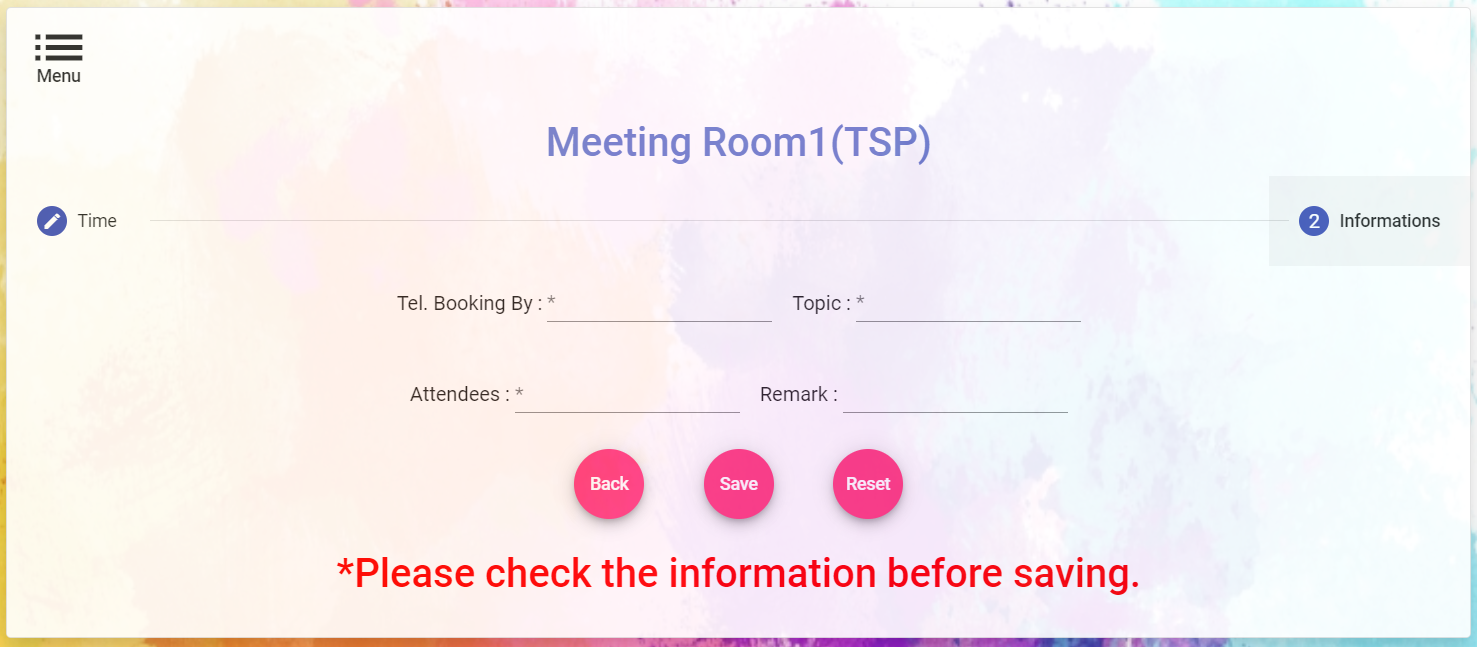 Menu
Meeting Room1(TSP)
Time
2 Informations
Tel. Booking By : * Topic : *
Attendees : * Remark :
Back Save Reset
*Please check the information before saving.